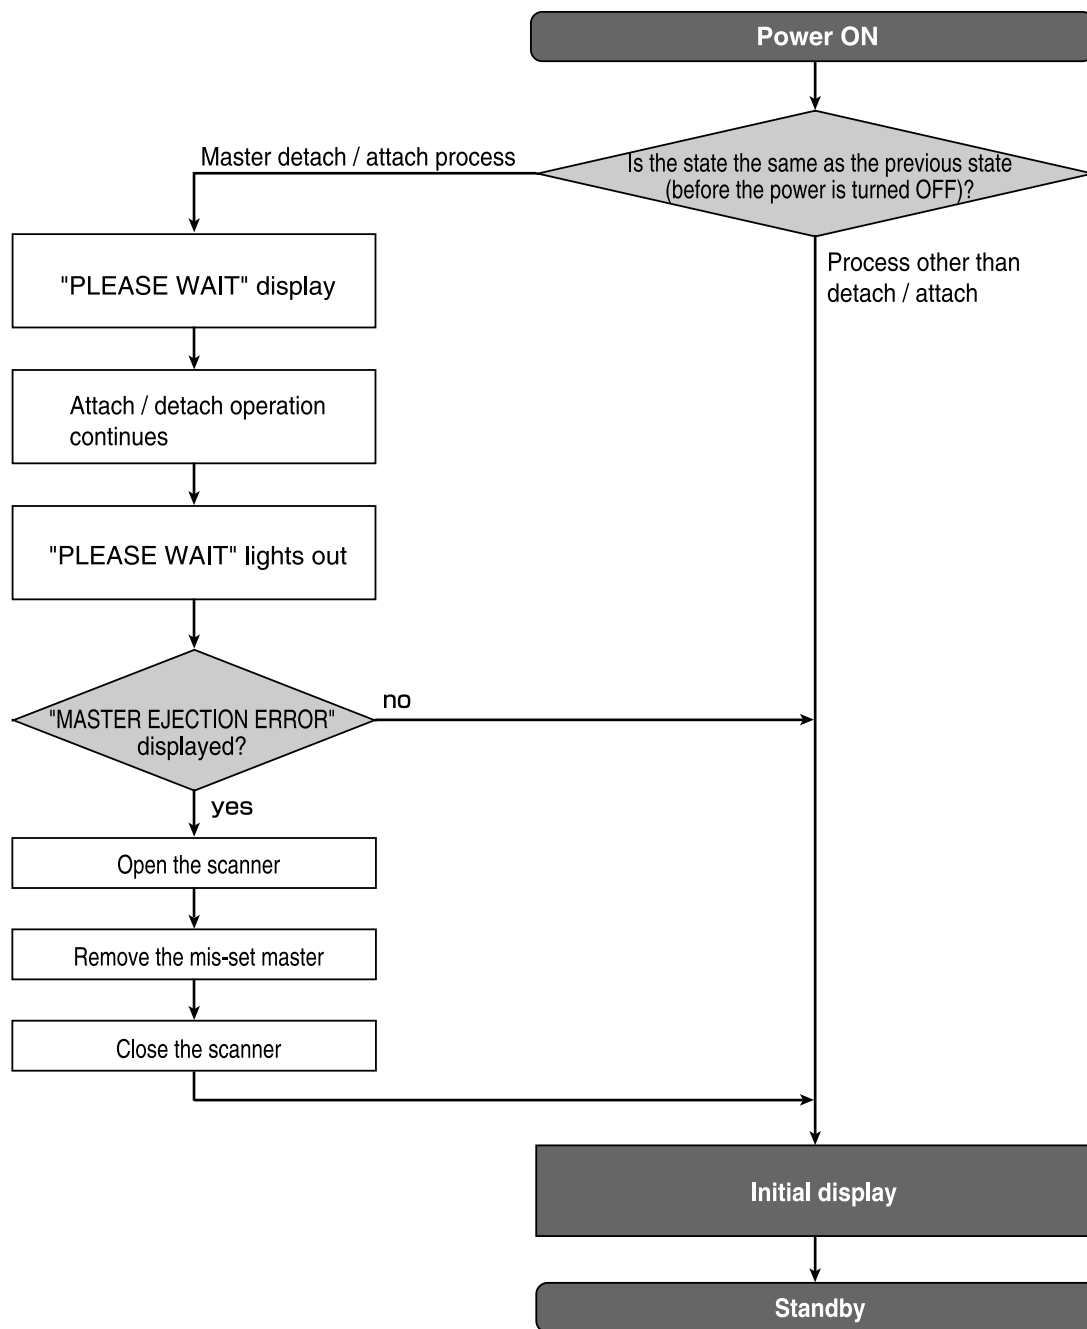 Power ON
Is the state the same as the previous state
(before the power is turned OFF)?
Master detach / attach process
Process other than
detach / attach
"PLEASE WAIT" display
Attach / detach operation
continues
"PLEASE WAIT" lights out
"MASTER EJECTION ERROR"
displayed?
no
yes
Open the scanner
Remove the mis-set master
Close the scanner
Initial display
Standby